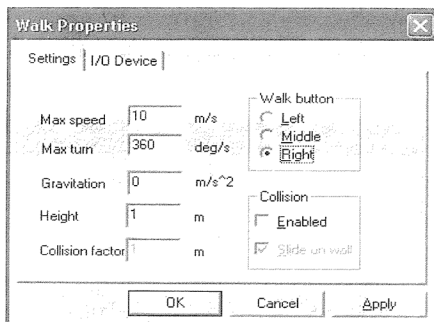 Walk Properties
Settings
I/O Device
Max speed 10 m/s
Max turn 360 deg/s
Gravitation 0 m/s^2
Height 1 m
Collision factor 1 m
Walk button
Left
Middle
Right
Collision
Enabled
Slide on wall
OK Cancel Apply